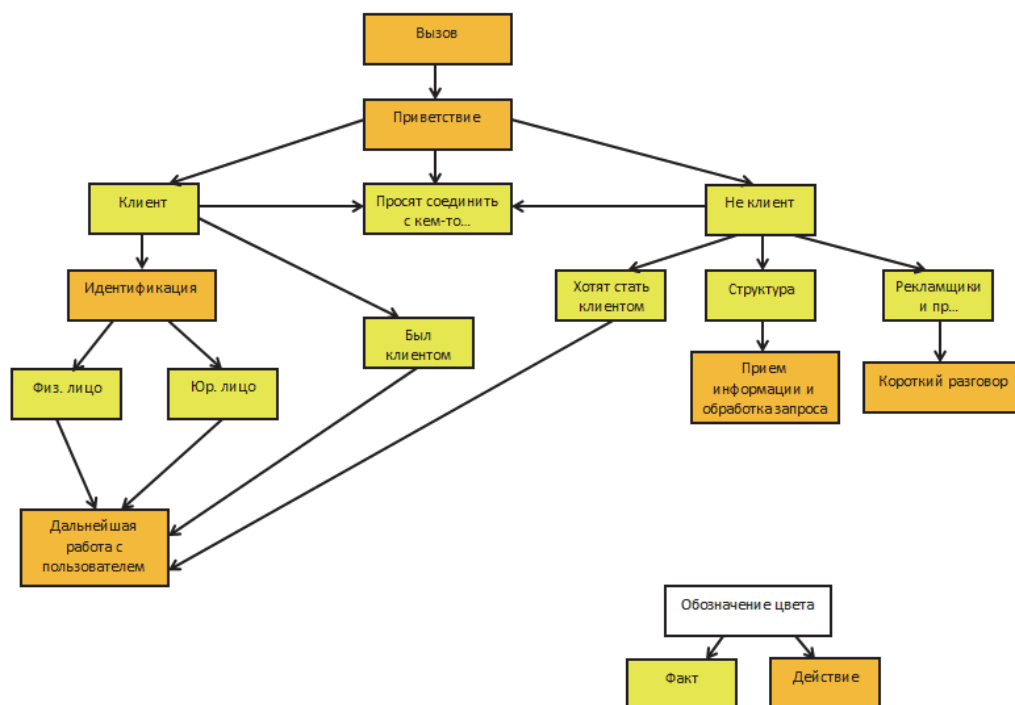 Вызов
Приветствие
Клиент
Просят соединить
с кем-то...
Не клиент
Идентификация
Хотят стать
клиентом
Структура
Рекламщики
и пр...
Был
клиентом
Физ. лицо
Юр. лицо
Прием
информации и
обработка запроса
Короткий разговор
Дальнейшая
работа с
пользователем
Обозначение цвета
Факт
Действие